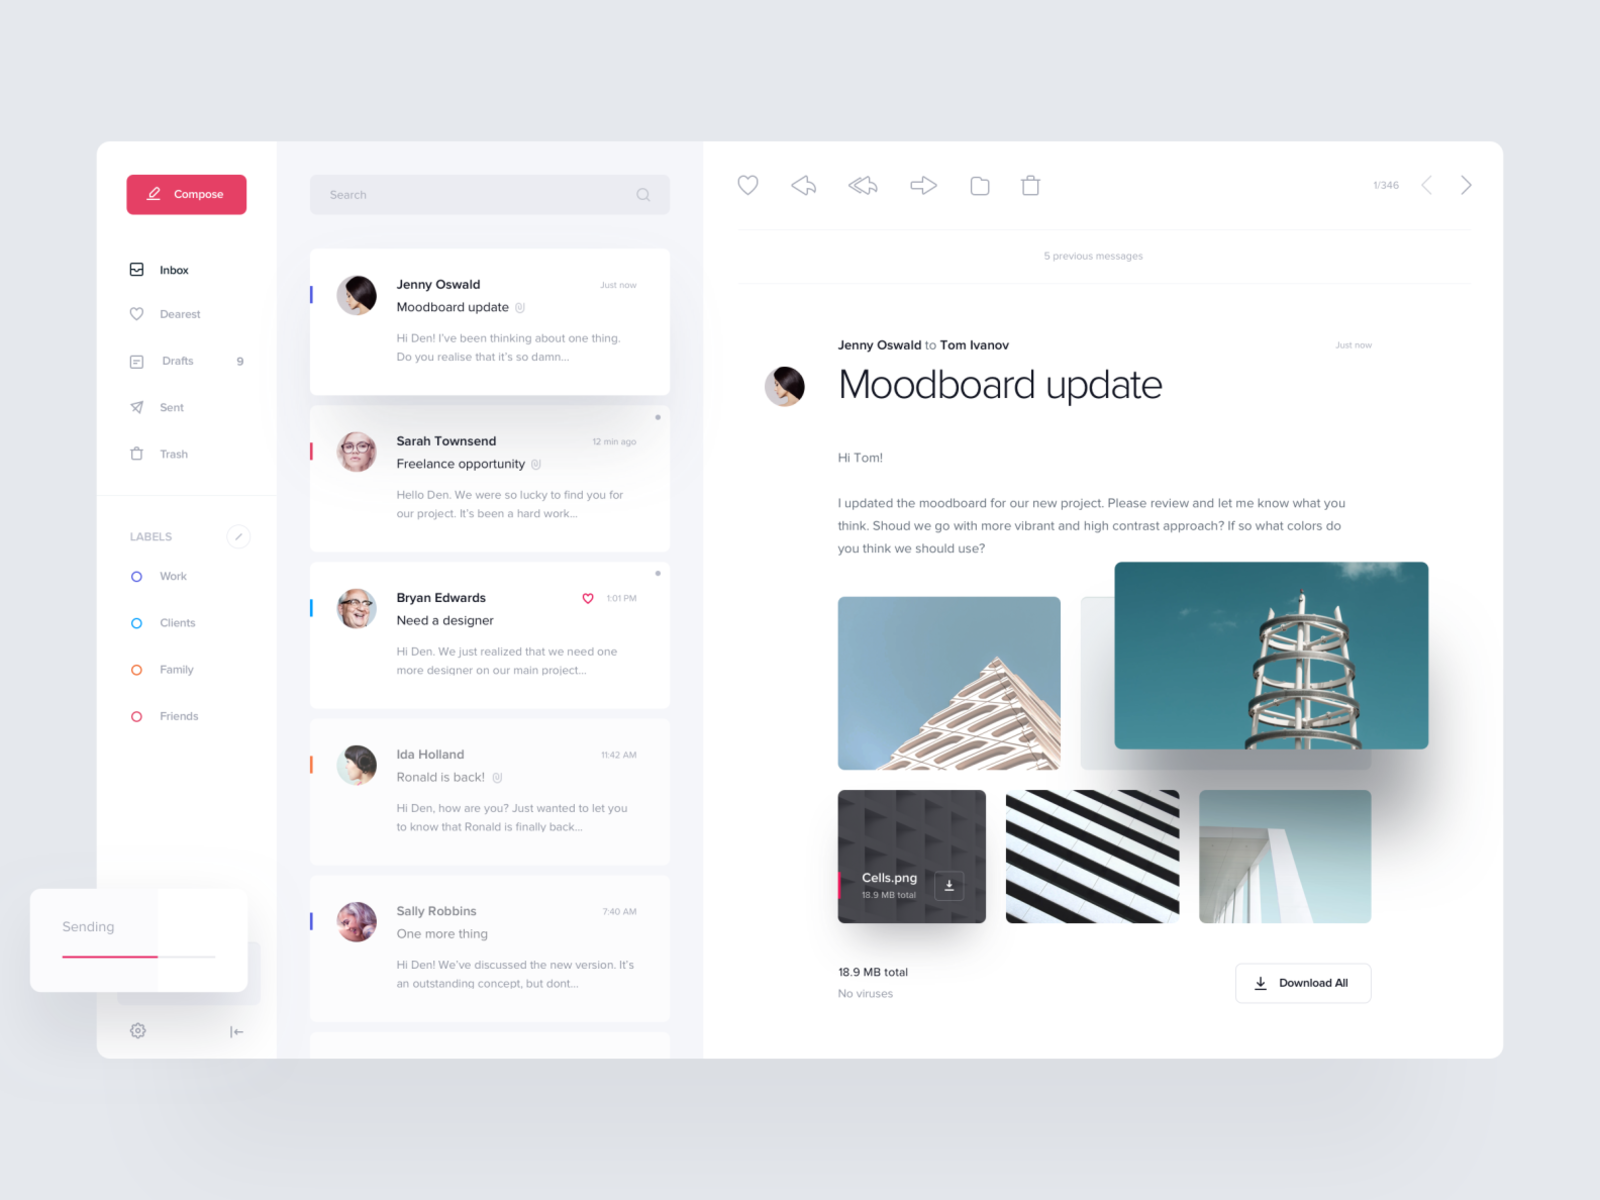 Compose
Inbox
Dearest
Drafts 9
Sent
Trash
LABELS
Work
Clients
Family
Friends
Sending
Search
Jenny Oswald Just now
Moodboard update
Hi Den! I've been thinking about one thing.
Do you realise that it's so damn...
Sarah Townsend 12 min ago
Freelance opportunity
Hello Den. We were so lucky to find you for
our project. It's been a hard work...
Bryan Edwards 1:01 PM
Need a designer
Hi Den. We just realized that we need one
more designer on our main project...
Ida Holland 11:42 AM
Ronald is back!
Hi Den, how are you? Just wanted to let you
to know that Ronald is finally back...
Sally Robbins 7:40 AM
One more thing
Hi Den! We've discussed the new version. It's
an outstanding concept, but dont...
1/346
5 previous messages
Jenny Oswald to Tom Ivanov Just now
Moodboard update
Hi Tom!
I updated the moodboard for our new project. Please review and let me know what you
think. Shoud we go with more vibrant and high contrast approach? If so what colors do
you think we should use?
Cells.png
18.9 MB total
18.9 MB total
No viruses
Download All